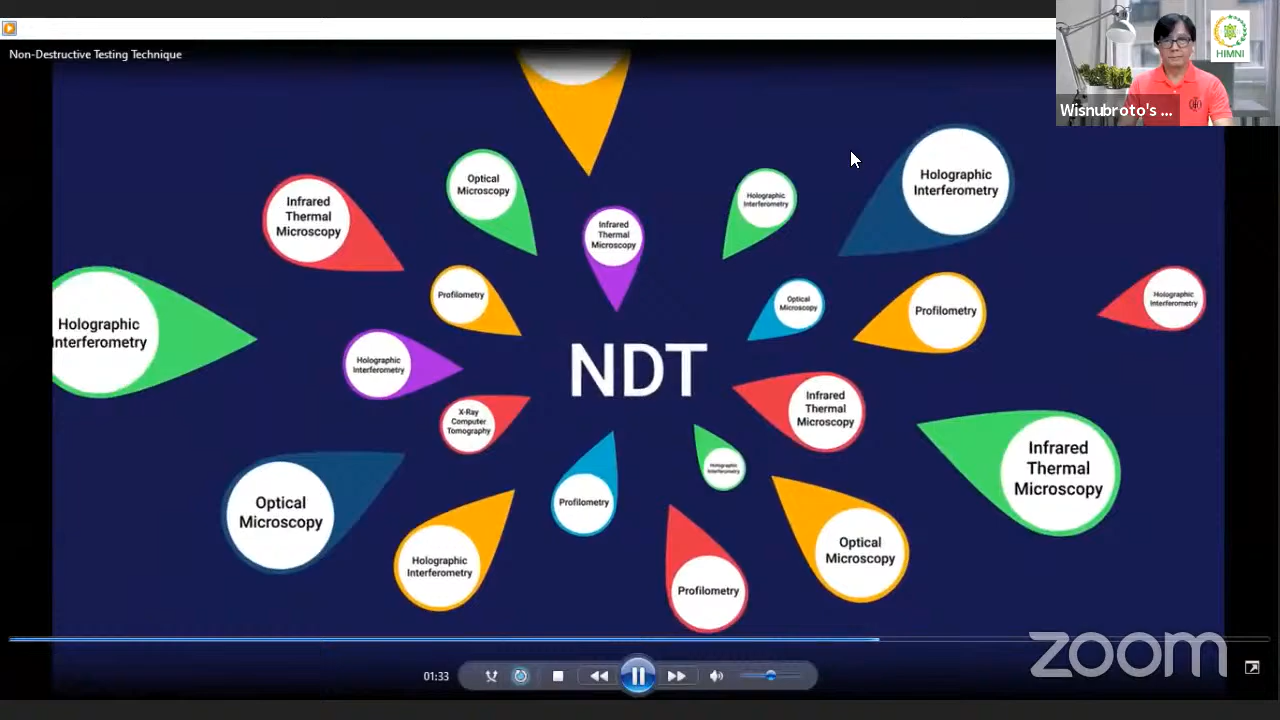 Non-Destructive Testing Technique
HIMNI
Wisnubroto's ...
Optical
Microscopy
Holographic
Interferometry
Holographic
Interferometry
Infrared
Thermal
Microscopy
Infrared
Thermal
Microscopy
Profilometry
Optical
Microscopy
Profilometry
Holographic
Interferometry
Holographic
Interferometry
Holographic
Interferometry
NDT
X-Ray
Computer
Tomography
Infrared
Thermal
Microscopy
Holographic
Interferometry
Infrared
Thermal
Microscopy
Optical
Microscopy
Profilometry
Holographic
Interferometry
Profilometry
Optical
Microscopy
zoom
01:33